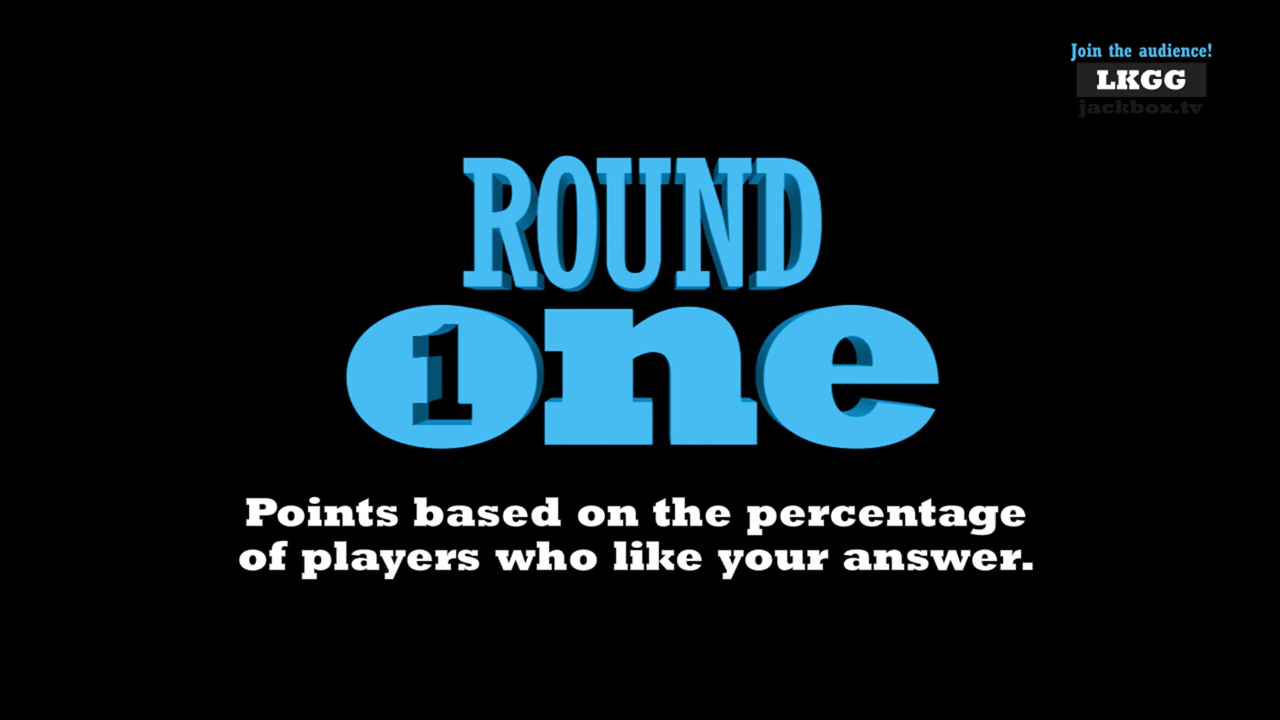 Join the audience!
LKGG
jackbox.tv
ROUND
One
1
Points based on the percentage
of players who like your answer.